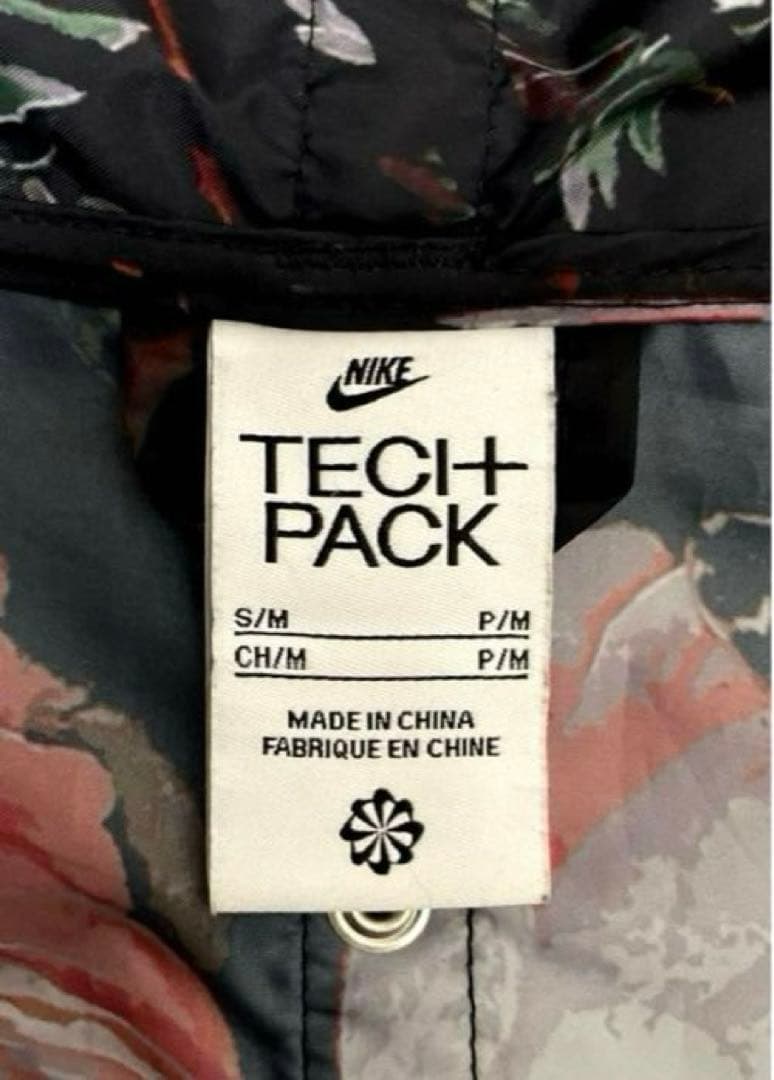 NIKE
TECH
PACK
S/M P/M
CH/M P/M
MADE IN CHINA
FABRIQUE EN CHINE